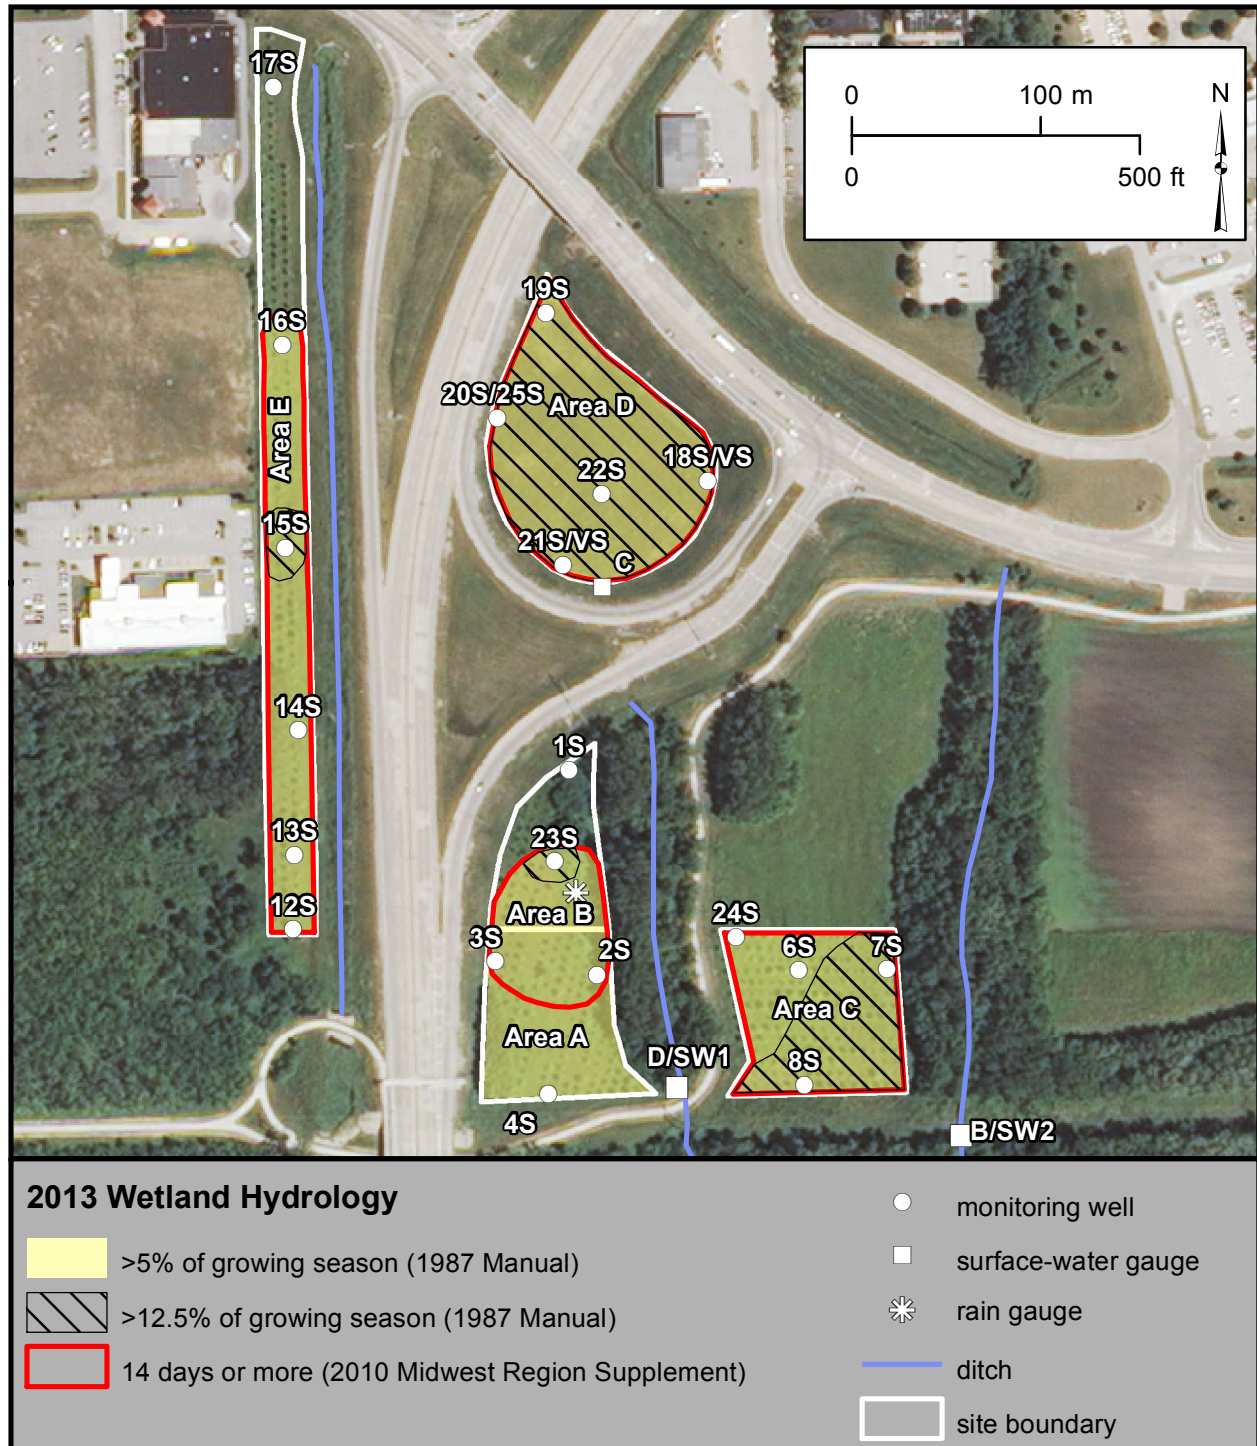 17S
0 100 m
N
0 500 ft
19S
16S
20S/25S
Area D
Area E
18S/VS
22S
15S
21S/VS
C
14S
1S
13S
23S
12S
Area B
24S
3S
2S
6S
7S
Area C
Area A
D/SW1
8S
4S
B/SW2
2013 Wetland Hydrology
>5% of growing season (1987 Manual)
>12.5% of growing season (1987 Manual)
14 days or more (2010 Midwest Region Supplement)
monitoring well
surface-water gauge
rain gauge
ditch
site boundary